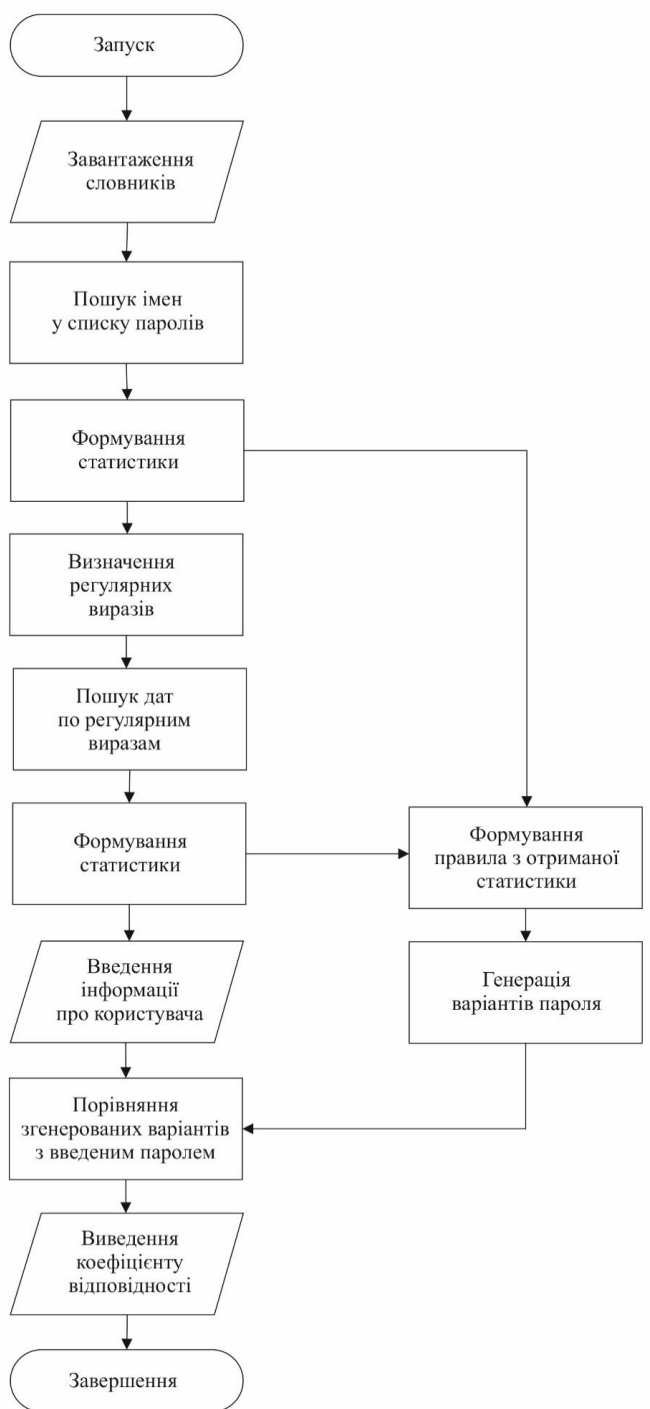 Запуск
Завантаження
словників
Пошук імен
у списку паролів
Формування
статистики
Визначення
регулярних
виразів
Пошук дат
по регулярним
виразам
Формування
статистики
Формування
правила з отриманої
статистики
Введення
інформації
про користувача
Генерація
варіантів пароля
Порівняння
згенерованих варіантів
з введеним паролем
Виведення
коефіцієнту
відповідності
Завершення